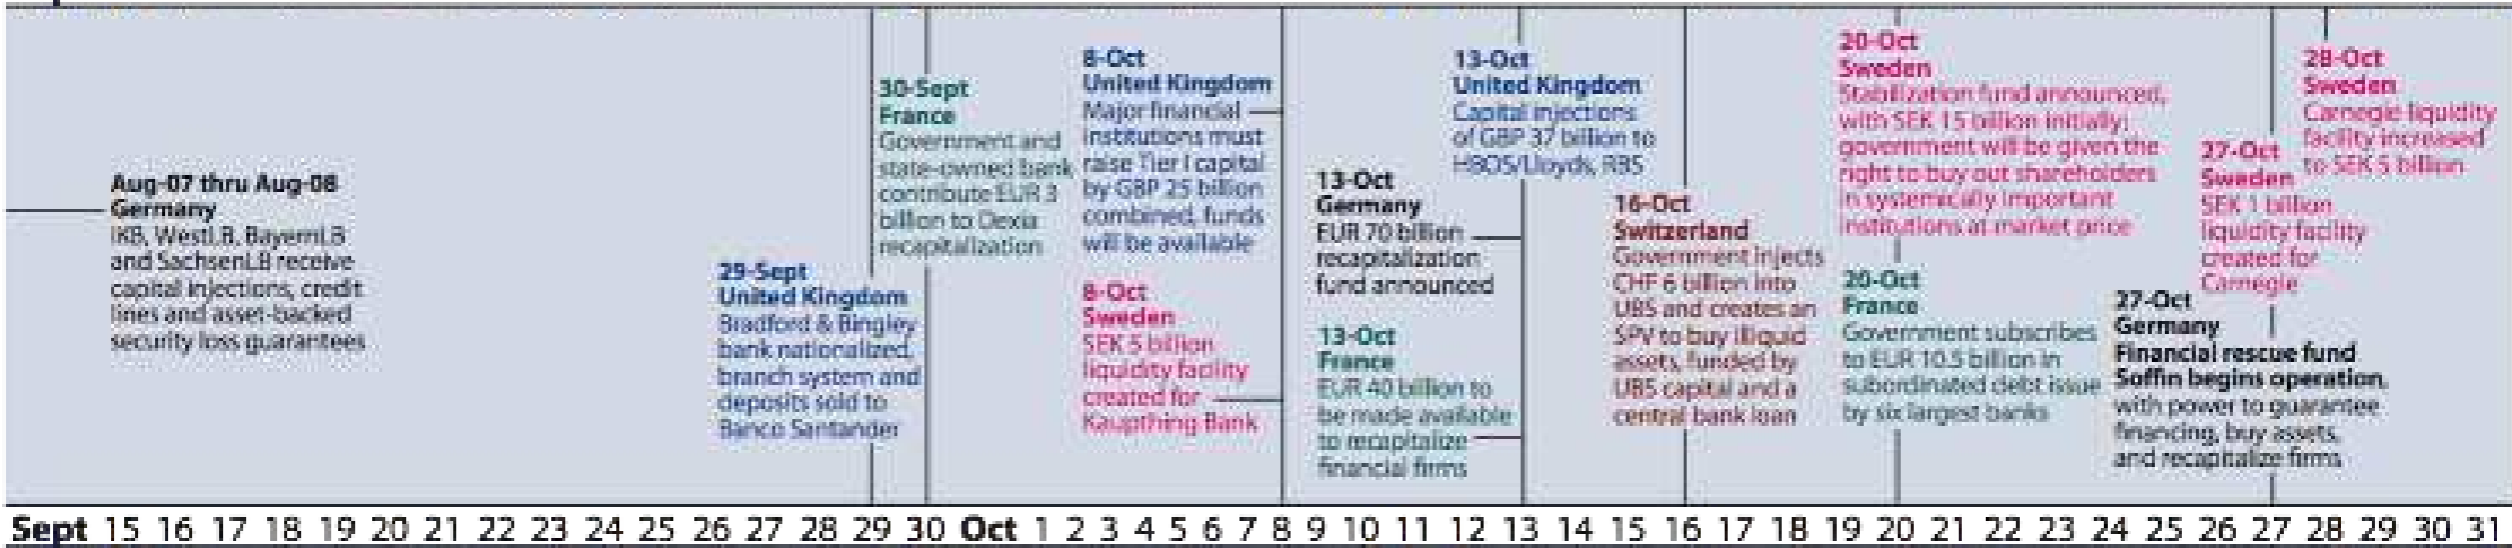 Aug-07 thru Aug-08
Germany
IKB, WestLB, BayernLB
and SachsenLB receive
capital injections, credit
lines and asset-backed
security loss guarantees
29-Sept
United Kingdom
Bradford & Bingley
bank nationalized,
branch system and
deposits sold to
Banco Santander
30-Sept
France
Government and
state-owned bank
contribute EUR 3
billion to Dexia
recapitalization
8-Oct
United Kingdom
Major financial
institutions must
raise Tier I capital
by GBP 25 billion
combined, funds
will be available
8-Oct
Sweden
SEK 5 billion
liquidity facility
created for
Kaupthing Bank
13-Oct
Germany
EUR 70 billion
recapitalization
fund announced
13-Oct
France
EUR 40 billion to
be made available
to recapitalize
financial firms
13-Oct
United Kingdom
Capital injections
of GBP 37 billion to
HBOS/Lloyds, RBS
16-Oct
Switzerland
Government injects
CHF 6 billion into
UBS and creates an
SPV to buy illiquid
assets, funded by
UBS capital and a
central bank loan
20-Oct
Sweden
Stabilization fund announced,
with SEK 15 billion initially;
government will be given the
right to buy out shareholders
in systemically important
institutions at market price
20-Oct
France
Government subscribes
to EUR 10.5 billion in
subordinated debt issue
by six largest banks
27-Oct
Germany
Financial rescue fund
Soffin begins operation,
with power to guarantee
financing, buy assets,
and recapitalize firms
27-Oct
Sweden
SEK 1 billion
liquidity facility
created for
Carnegie
28-Oct
Sweden
Carnegie liquidity
facility increased
to SEK 5 billion
Sept 15 16 17 18 19 20 21 22 23 24 25 26 27 28 29 30 Oct 1 2 3 4 5 6 7 8 9 10 11 12 13 14 15 16 17 18 19 20 21 22 23 24 25 26 27 28 29 30 31